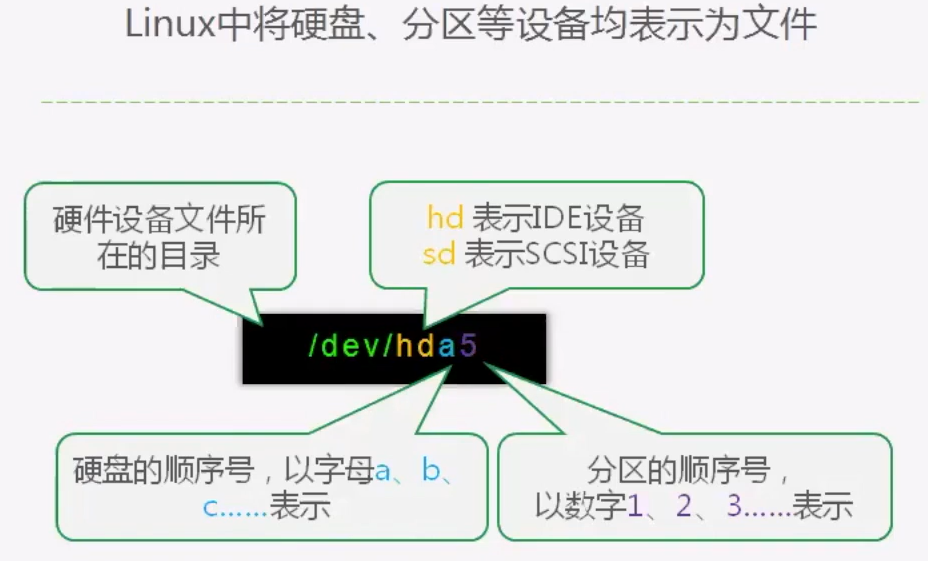 Linux中将硬盘、分区等设备均表示为文件
硬件设备文件所
在的目录
hd 表示IDE设备
sd 表示SCSI设备
/dev/hda5
硬盘的顺序号，以字母a、b、
c……表示
分区的顺序号，
以数字1、2、3……表示